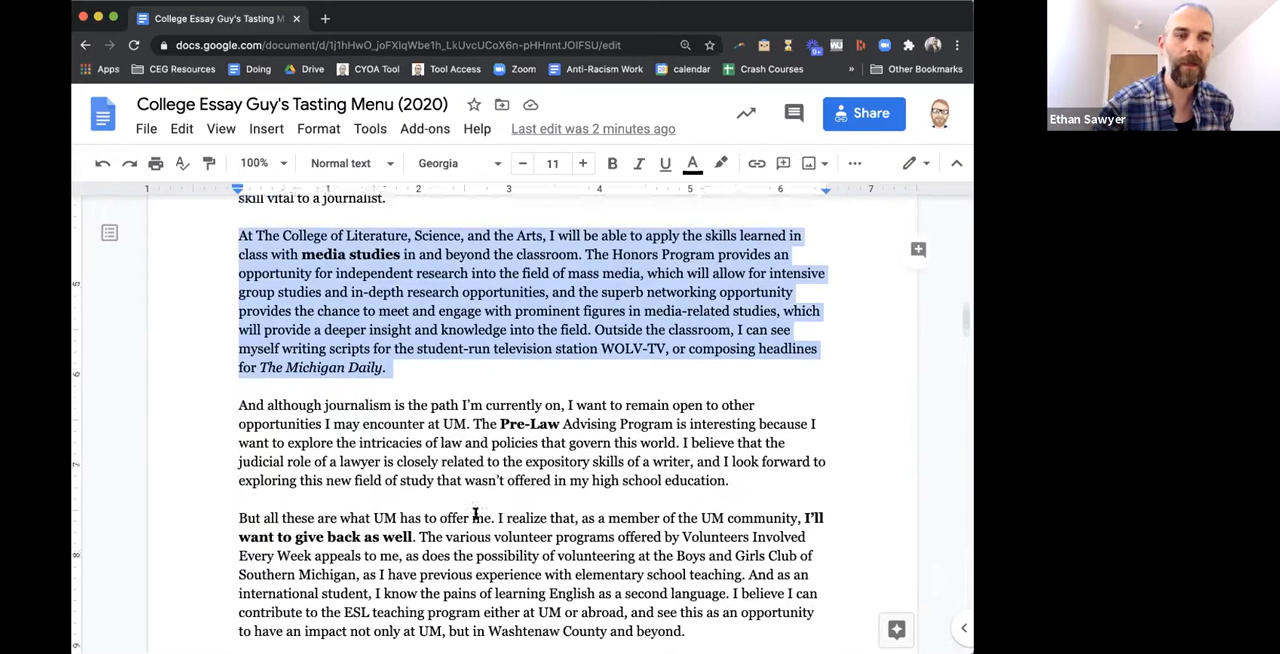 College Essay Guy's Tasting M
docs.google.com/document/d/1j1hHwO_joFXIqWbe1h_LkUvcUCoX6n-pHHnntJOIFSU/edit
Apps CEG Resources Doing Drive CYOA Tool Tool Access Zoom Anti-Racism Work calendar Crash Courses » Other Bookmarks
College Essay Guy's Tasting Menu (2020)
File Edit View Insert Format Tools Add-ons Help Last edit was 2 minutes ago
Share
100% Normal text Georgia 11 B I U A
1 1 2 3 4 5 6 7
skill vital to a journalist.
At The College of Literature, Science, and the Arts, I will be able to apply the skills learned in
class with media studies in and beyond the classroom. The Honors Program provides an
opportunity for independent research into the field of mass media, which will allow for intensive
group studies and in-depth research opportunities, and the superb networking opportunity
provides the chance to meet and engage with prominent figures in media-related studies, which
will provide a deeper insight and knowledge into the field. Outside the classroom, I can see
myself writing scripts for the student-run television station WOLV-TV, or composing headlines
for The Michigan Daily.
And although journalism is the path I'm currently on, I want to remain open to other
opportunities I may encounter at UM. The Pre-Law Advising Program is interesting because I
want to explore the intricacies of law and policies that govern this world. I believe that the
judicial role of a lawyer is closely related to the expository skills of a writer, and I look forward to
exploring this new field of study that wasn't offered in my high school education.
But all these are what UM has to offer me. I realize that, as a member of the UM community, I'll
want to give back as well. The various volunteer programs offered by Volunteers Involved
Every Week appeals to me, as does the possibility of volunteering at the Boys and Girls Club of
Southern Michigan, as I have previous experience with elementary school teaching. And as an
international student, I know the pains of learning English as a second language. I believe I can
contribute to the ESL teaching program either at UM or abroad, and see this as an opportunity
to have an impact not only at UM, but in Washtenaw County and beyond.
5
6
7
8
9
Ethan Sawyer